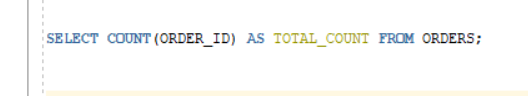 SELECT COUNT(ORDER_ID) AS TOTAL_COUNT FROM ORDERS;